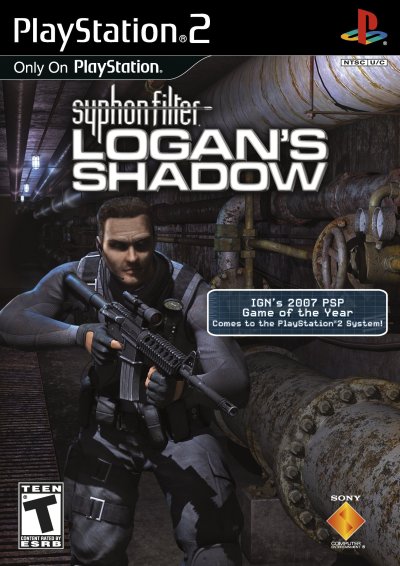 PlayStation®2
NTSC U/C
Only On PlayStation®
syphon filter™
LOGAN'S
SHADOW
IGN's 2007 PSP
Game of the Year
Comes to the PlayStation®2 System!
TEEN
T
CONTENT RATED BY
ESRB
SONY
COMPUTER
ENTERTAINMENT